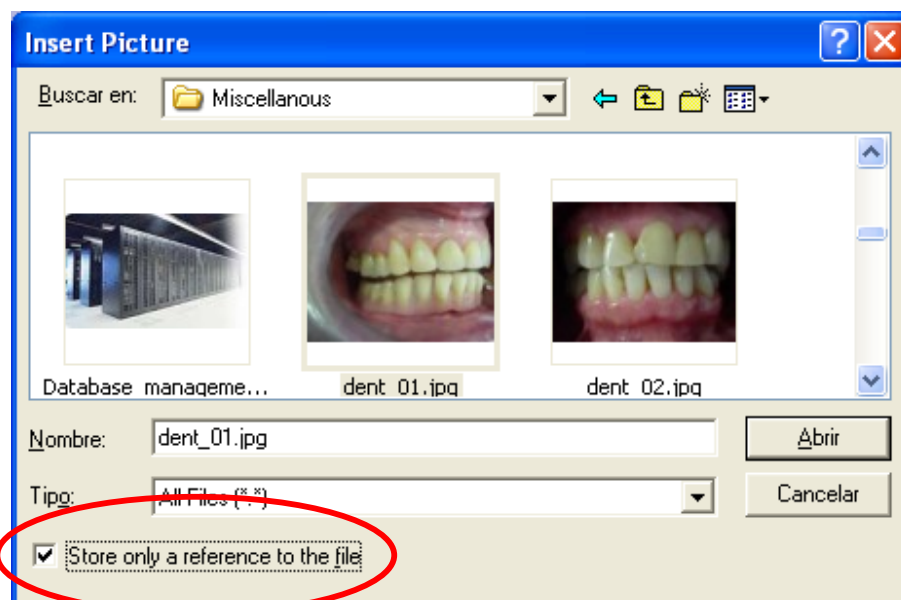 Insert Picture
Buscar en: Miscellanous
Database manageme... dent_01.jpg dent_02.jpg
Nombre: dent_01.jpg Abrir
Tipo: All Files (*.*) Cancelar
Store only a reference to the file